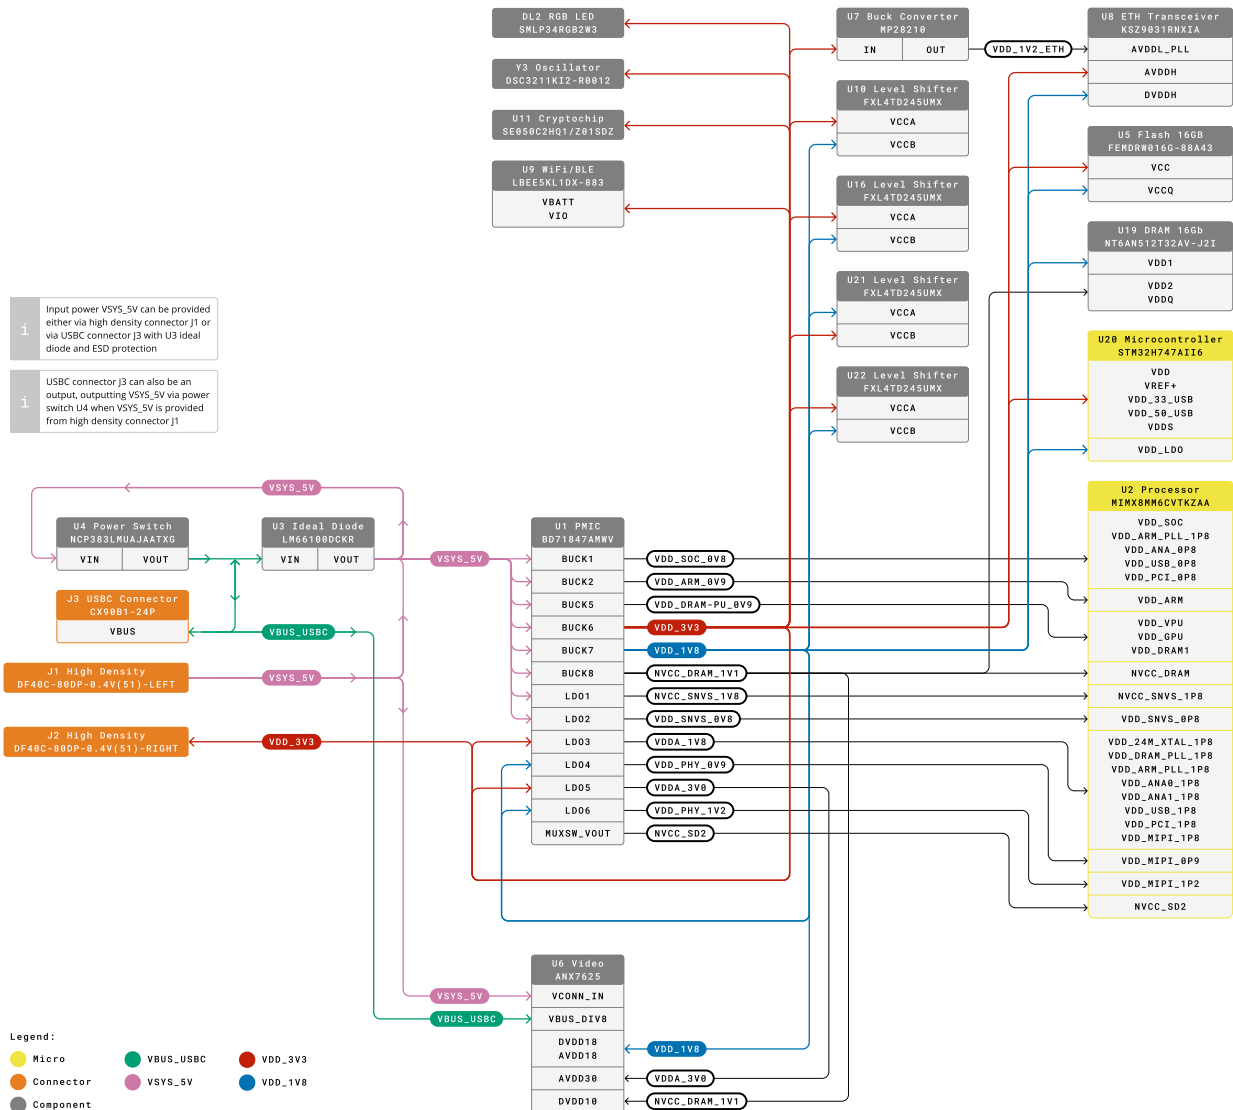 DL2 RGB LED
SMLP34RGB2W3
Y3 Oscillator
DSC3211KI2-R0012
U11 Cryptochip
SE050C2HQ1/Z01SDZ
U9 WiFi/BLE
LBEE5KL1DX-883
VBATT
VIO
U7 Buck Converter
MP28210
IN OUT
VDD_1V2_ETH
U10 Level Shifter
FXL4TD245UMX
VCCA
VCCB
U16 Level Shifter
FXL4TD245UMX
VCCA
VCCB
U21 Level Shifter
FXL4TD245UMX
VCCA
VCCB
U22 Level Shifter
FXL4TD245UMX
VCCA
VCCB
U8 ETH Transceiver
KSZ9031RNXIA
AVDDL_PLL
AVDDH
DVDDH
U5 Flash 16GB
FEMDRW016G-88A43
VCC
VCCQ
U19 DRAM 16Gb
NT6AN512T32AV-J2I
VDD1
VDD2
VDDQ
U20 Microcontroller
STM32H747AII6
VDD
VREF+
VDD_33_USB
VDD_50_USB
VDDS
VDD_LDO
i
Input power VSYS_5V can be provided
either via high density connector J1 or
via USBC connector J3 with U3 ideal
diode and ESD protection
i
USBC connector J3 can also be an
output, outputting VSYS_5V via power
switch U4 when VSYS_5V is provided
from high density connector J1
VSYS_5V
U4 Power Switch
NCP383LMUAJAATXG
VIN VOUT
U3 Ideal Diode
LM66100DCKR
VIN VOUT
VSYS_5V
J3 USBC Connector
CX90B1-24P
VBUS
VBUS_USBC
J1 High Density
DF40C-80DP-0.4V(51)-LEFT
VSYS_5V
J2 High Density
DF40C-80DP-0.4V(51)-RIGHT
VDD_3V3
U1 PMIC
BD71847AMWV
BUCK1
BUCK2
BUCK5
BUCK6
BUCK7
BUCK8
LDO1
LDO2
LDO3
LDO4
LDO5
LDO6
MUXSW_VOUT
VDD_SOC_0V8
VDD_ARM_0V9
VDD_DRAM-PU_0V9
VDD_3V3
VDD_1V8
NVCC_DRAM_1V1
NVCC_SNVS_1V8
VDD_SNVS_0V8
VDDA_1V8
VDD_PHY_0V9
VDDA_3V0
VDD_PHY_1V2
NVCC_SD2
U2 Processor
MIMX8MM6CVTKZAA
VDD_SOC
VDD_ARM_PLL_1P8
VDD_ANA_0P8
VDD_USB_0P8
VDD_PCI_0P8
VDD_ARM
VDD_VPU
VDD_GPU
VDD_DRAM1
NVCC_DRAM
NVCC_SNVS_1P8
VDD_SNVS_0P8
VDD_24M_XTAL_1P8
VDD_DRAM_PLL_1P8
VDD_ARM_PLL_1P8
VDD_ANA0_1P8
VDD_ANA1_1P8
VDD_USB_1P8
VDD_PCI_1P8
VDD_MIPI_1P8
VDD_MIPI_0P9
VDD_MIPI_1P2
NVCC_SD2
U6 Video
ANX7625
VCONN_IN
VBUS_DIV8
DVDD18
AVDD18
AVDD30
DVDD10
VSYS_5V
VBUS_USBC
VDD_1V8
VDDA_3V0
NVCC_DRAM_1V1
Legend:
Micro
Connector
Component
VBUS_USBC
VSYS_5V
VDD_3V3
VDD_1V8